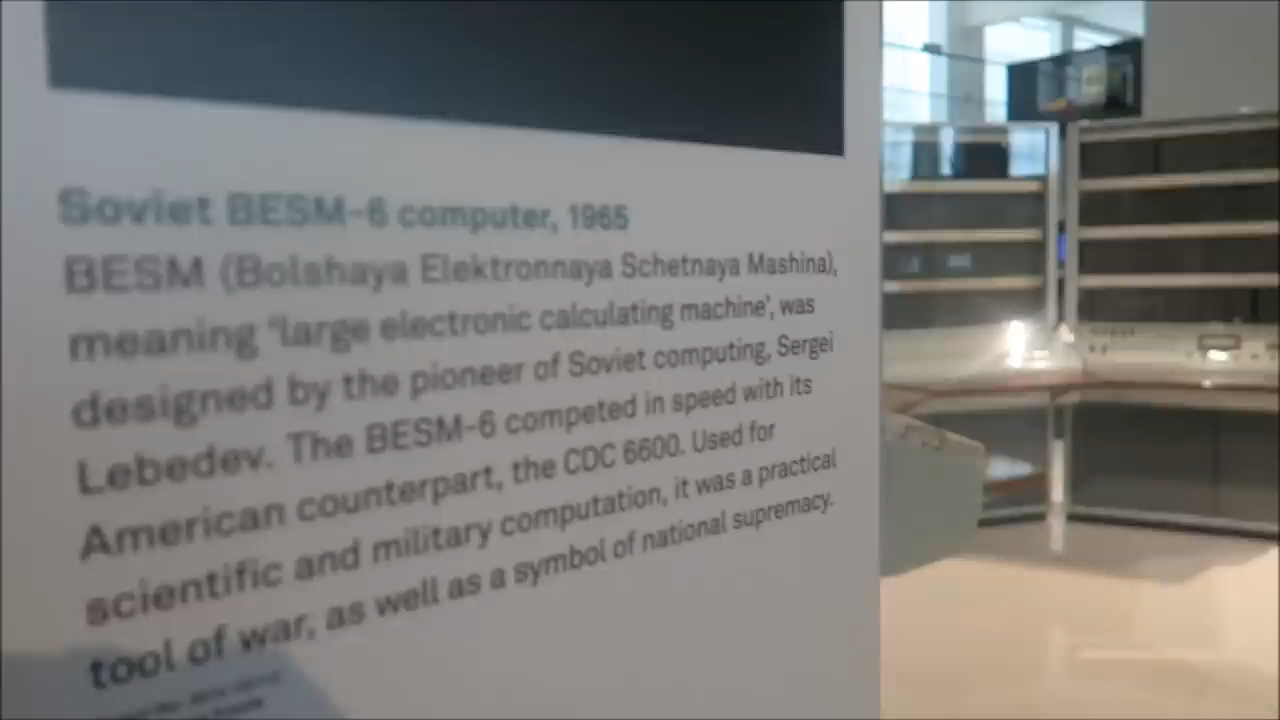 Soviet BESM-6 computer, 1965
BESM (Bolshaya Elektronnaya Schetnaya Mashina),
meaning 'large electronic calculating machine', was
designed by the pioneer of Soviet computing, Sergei
Lebedev. The BESM-6 competed in speed with its
American counterpart, the CDC 6600. Used for
scientific and military computation, it was a practical
tool of war, as well as a symbol of national supremacy.